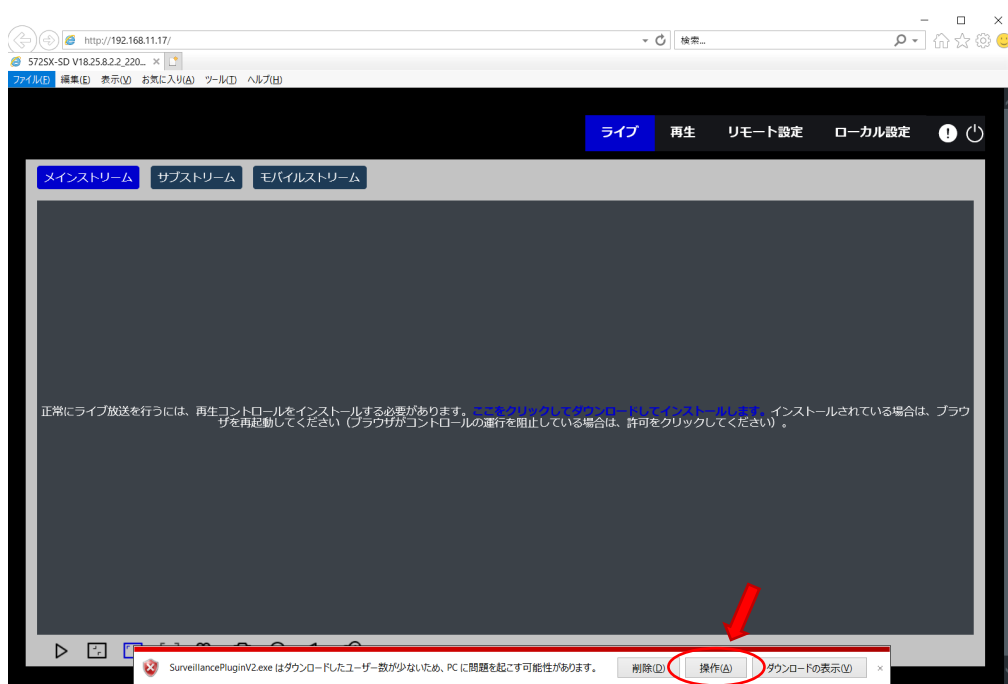 http://192.168.11.17/
検索...
572SX-SD V18.25.8.2.2_220...
ファイル(F) 編集(E) 表示(V) お気に入り(A) ツール(T) ヘルプ(H)
ライブ 再生 リモート設定 ローカル設定
メインストリーム サブストリーム モバイルストリーム
正常にライブ放送を行うには、再生コントロールをインストールする必要があります。ここをクリックしてダウンロードしてインストールします。インストールされている場合は、ブラウ
ザを再起動してください（ブラウザがコントロールの運行を阻止している場合は、許可をクリックしてください）。
SurveillancePluginV2.exe はダウンロードしたユーザー数が少ないため、PC に問題を起こす可能性があります。 削除(D) 操作(A) ダウンロードの表示(V)